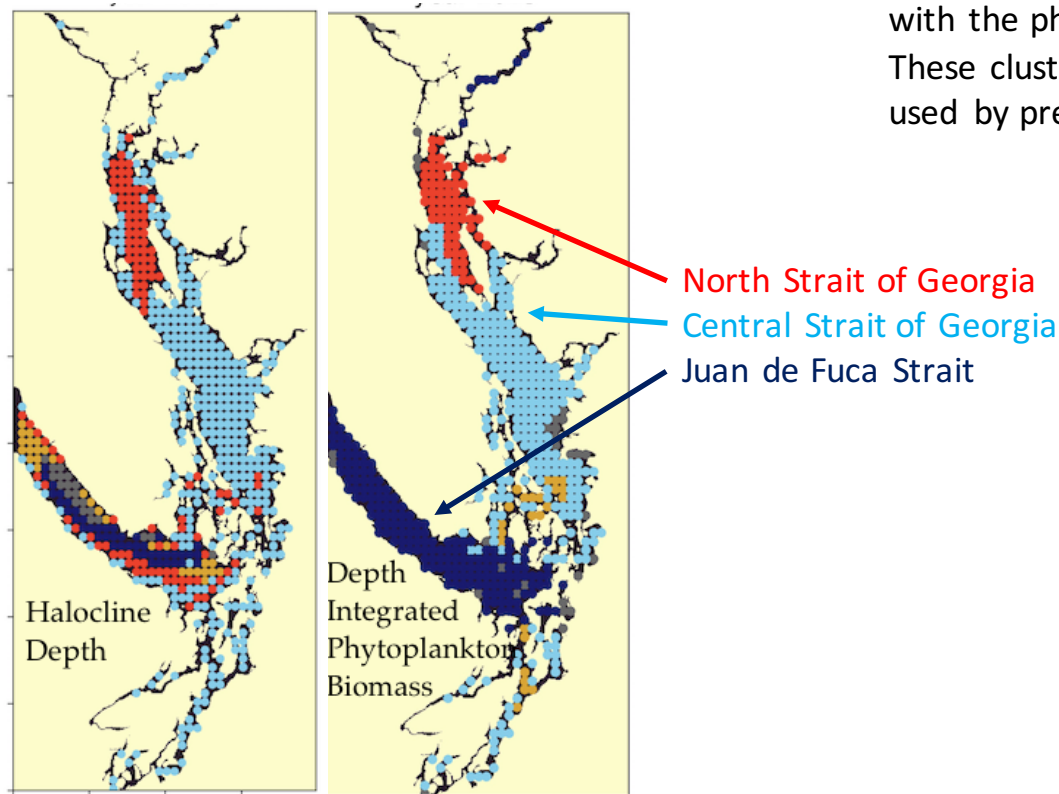 with the ph
These clust
used by pre
North Strait of Georgia
Central Strait of Georgia
Juan de Fuca Strait
Halocline
Depth
Depth
Integrated
Phytoplankton
Biomass